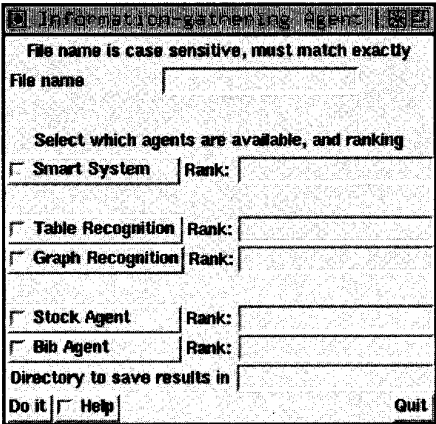 Information-gathering Agent
File name is case sensitive, must match exactly
File name
Select which agents are available, and ranking
Smart System Rank:
Table Recognition Rank:
Graph Recognition Rank:
Stock Agent Rank:
Bib Agent Rank:
Directory to save results in
Do it Help Quit